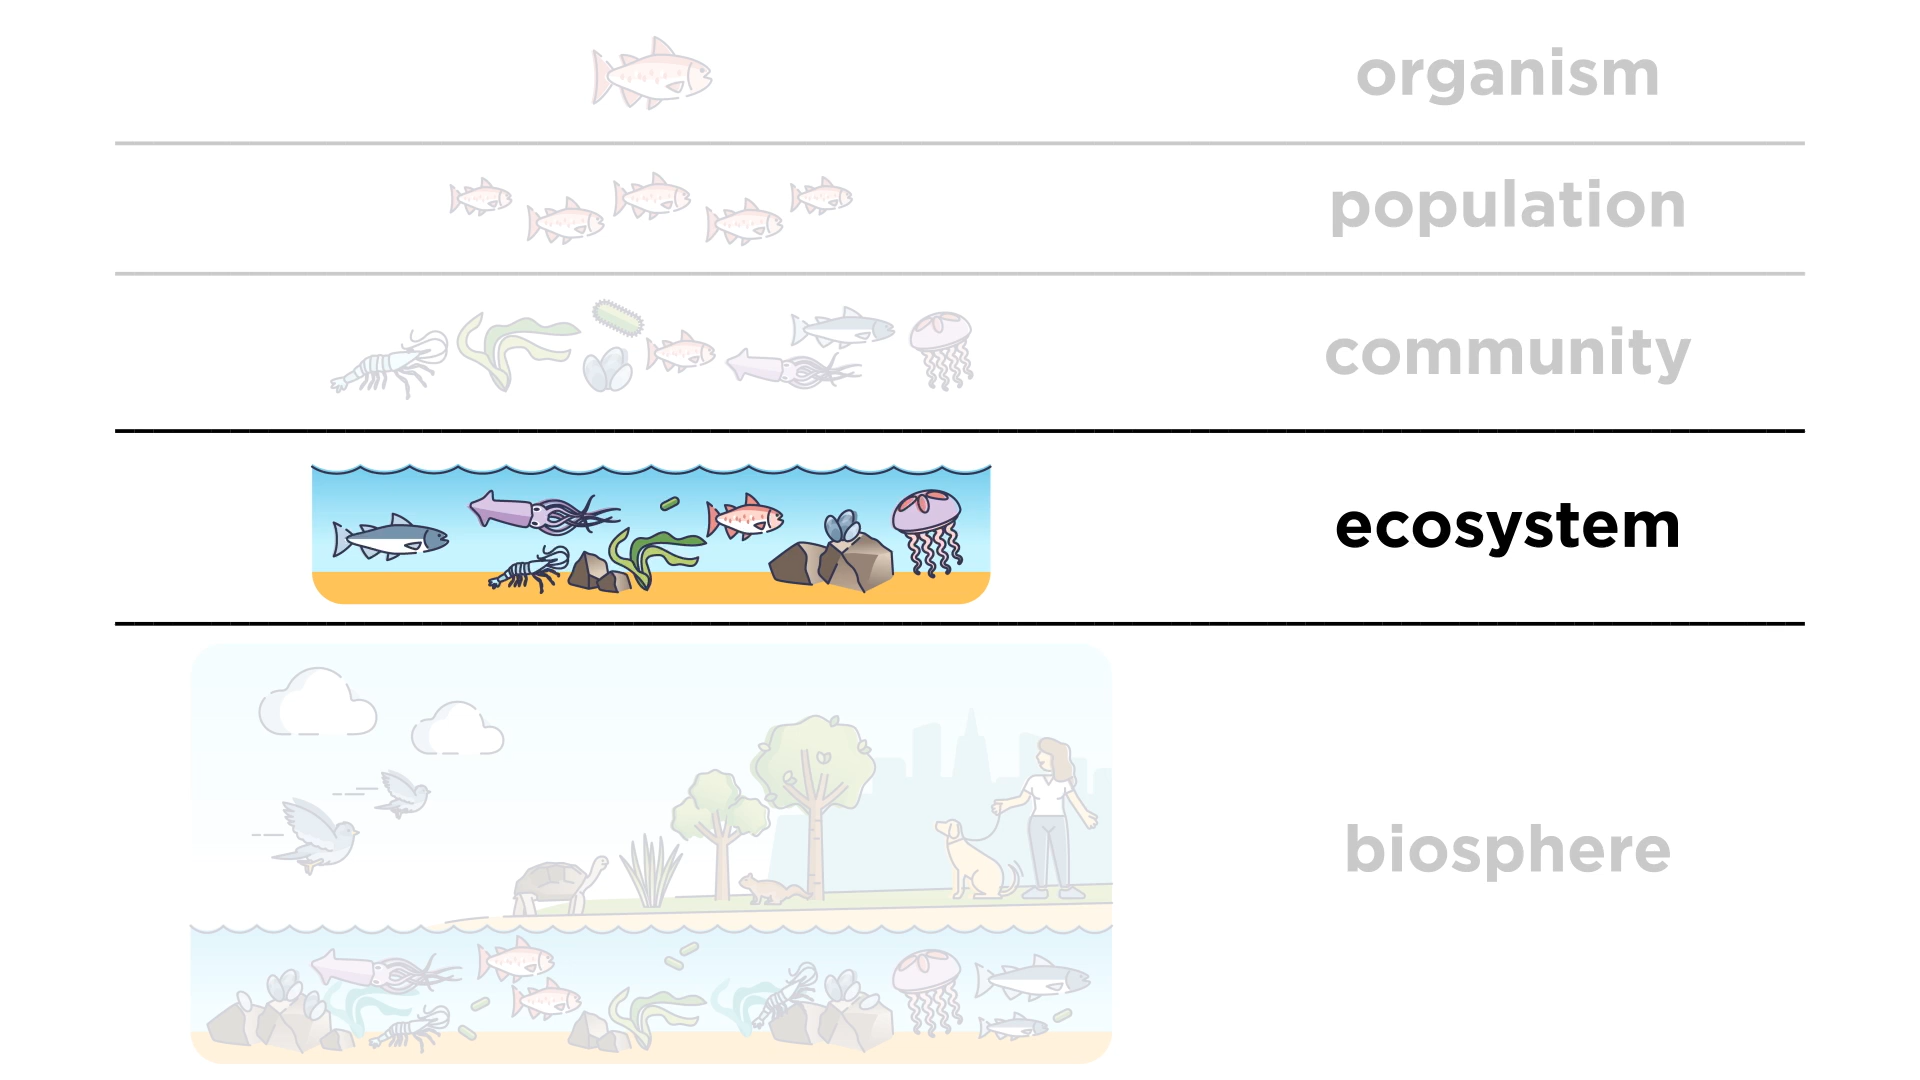 organism
population
community
ecosystem
biosphere